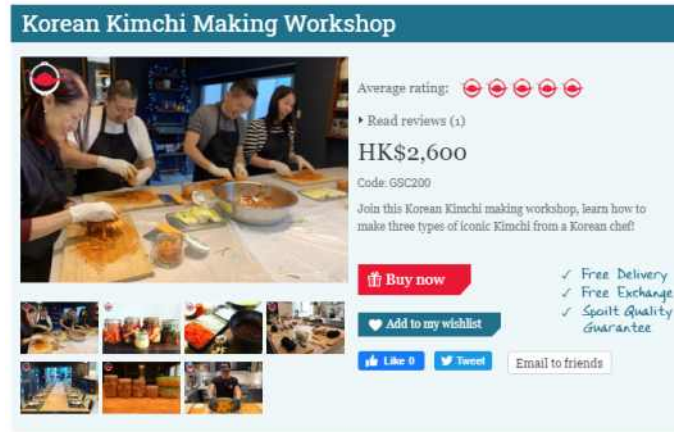 Korean Kimchi Making Workshop
Average rating:
Read reviews (1)
HK$2,600
Code: GSC200
Join this Korean Kimchi making workshop, learn how to
make three types of iconic Kimchi from a Korean chef!
Buy now
Add to my wishlist
✓ Free Delivery
✓ Free Exchange
✓ Spoilt Quality
Guarantee
Like 0
Tweet
Email to friends